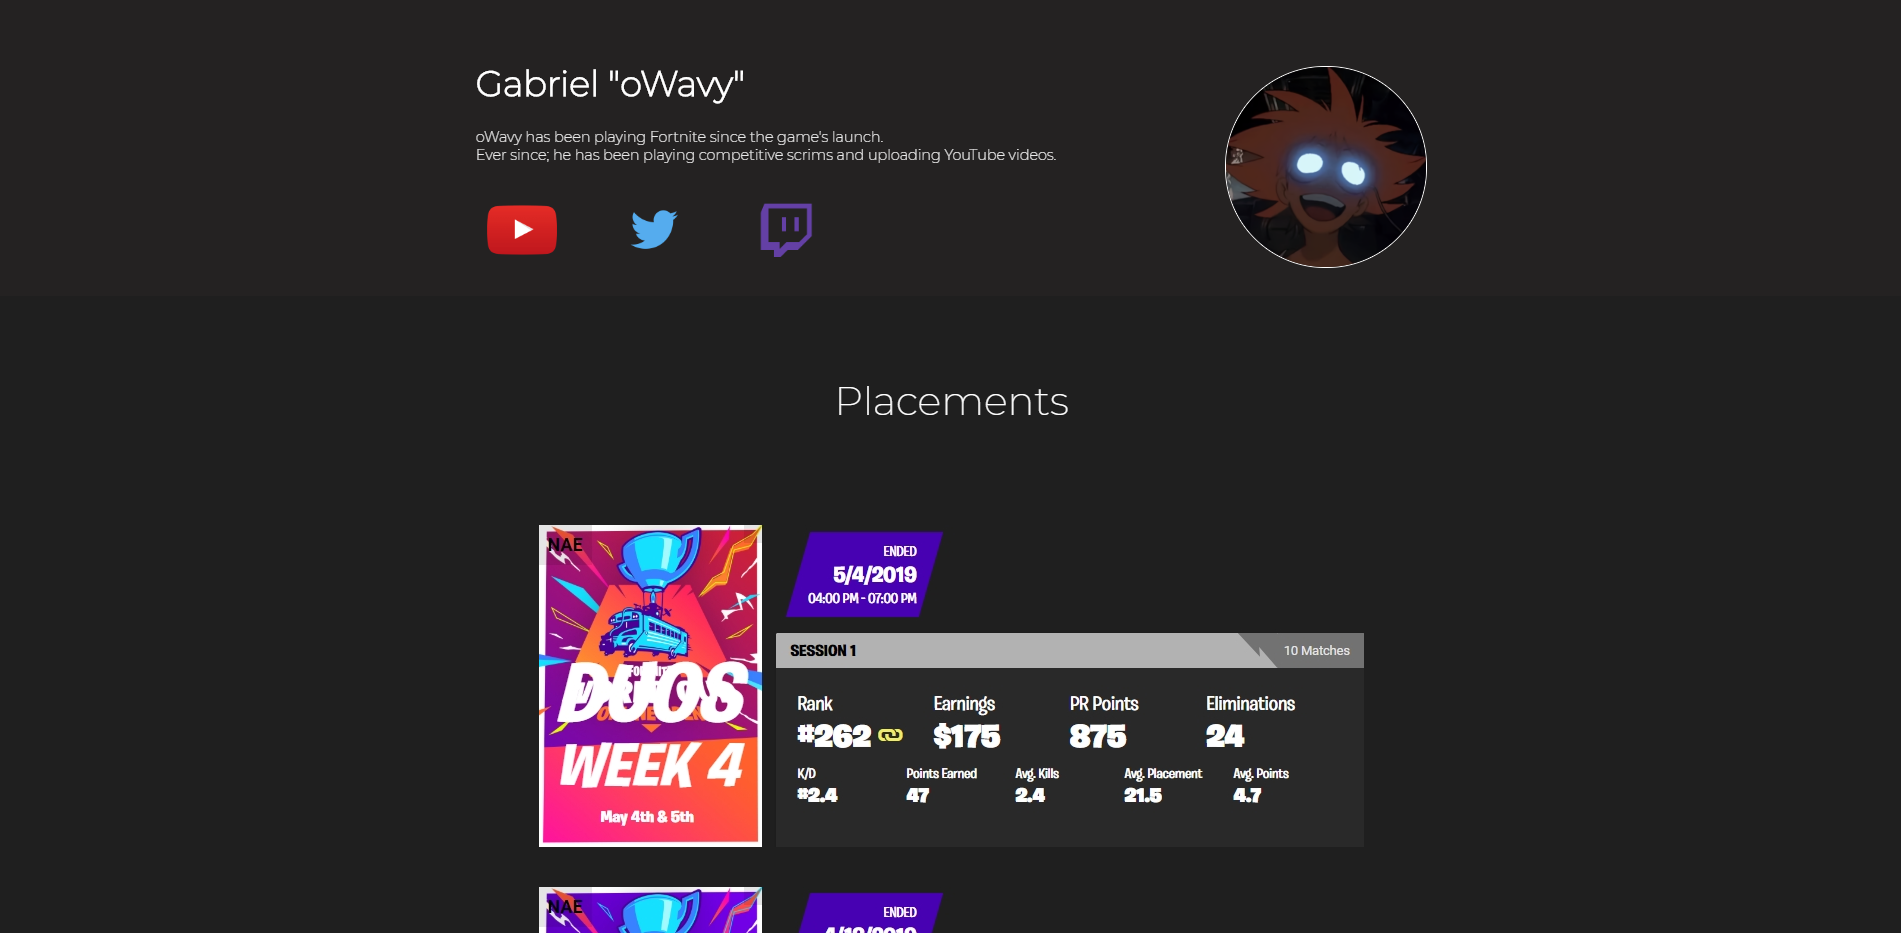 Gabriel "oWavy"
oWavy has been playing Fortnite since the game's launch.
Ever since; he has been playing competitive scrims and uploading YouTube videos.
Placements
NAE
DUOS
WEEK 4
May 4th & 5th
ENDED
5/4/2019
04:00 PM - 07:00 PM
SESSION 1
10 Matches
Rank
Earnings
PR Points
Eliminations
#262
$175
875
24
K/D
Points Earned
Avg. Kills
Avg. Placement
Avg. Points
#2.4
47
2.4
21.5
4.7
NAE
ENDED